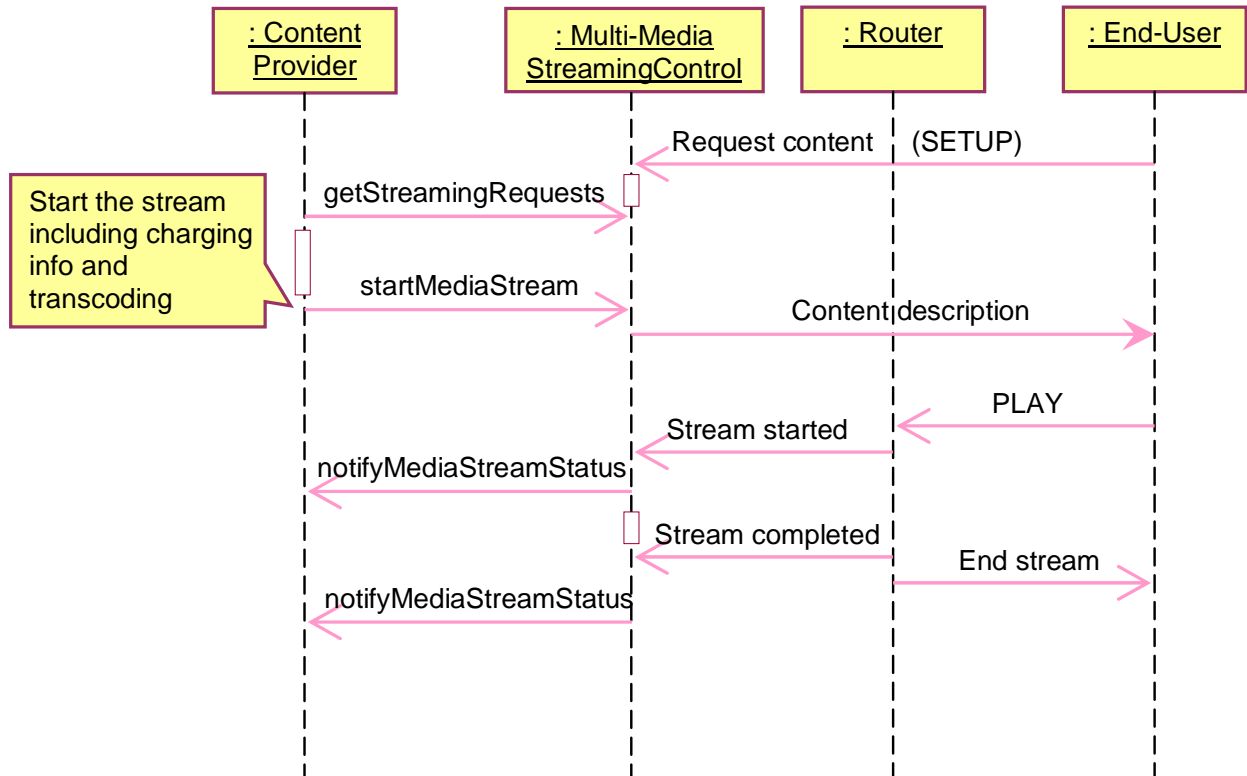 : Content
Provider
: Multi-Media
StreamingControl
: Router
: End-User
Request content (SETUP)
getStreamingRequests
Start the stream
including charging
info and
transcoding
startMediaStream
Content description
PLAY
Stream started
notifyMediaStreamStatus
Stream completed
End stream
notifyMediaStreamStatus